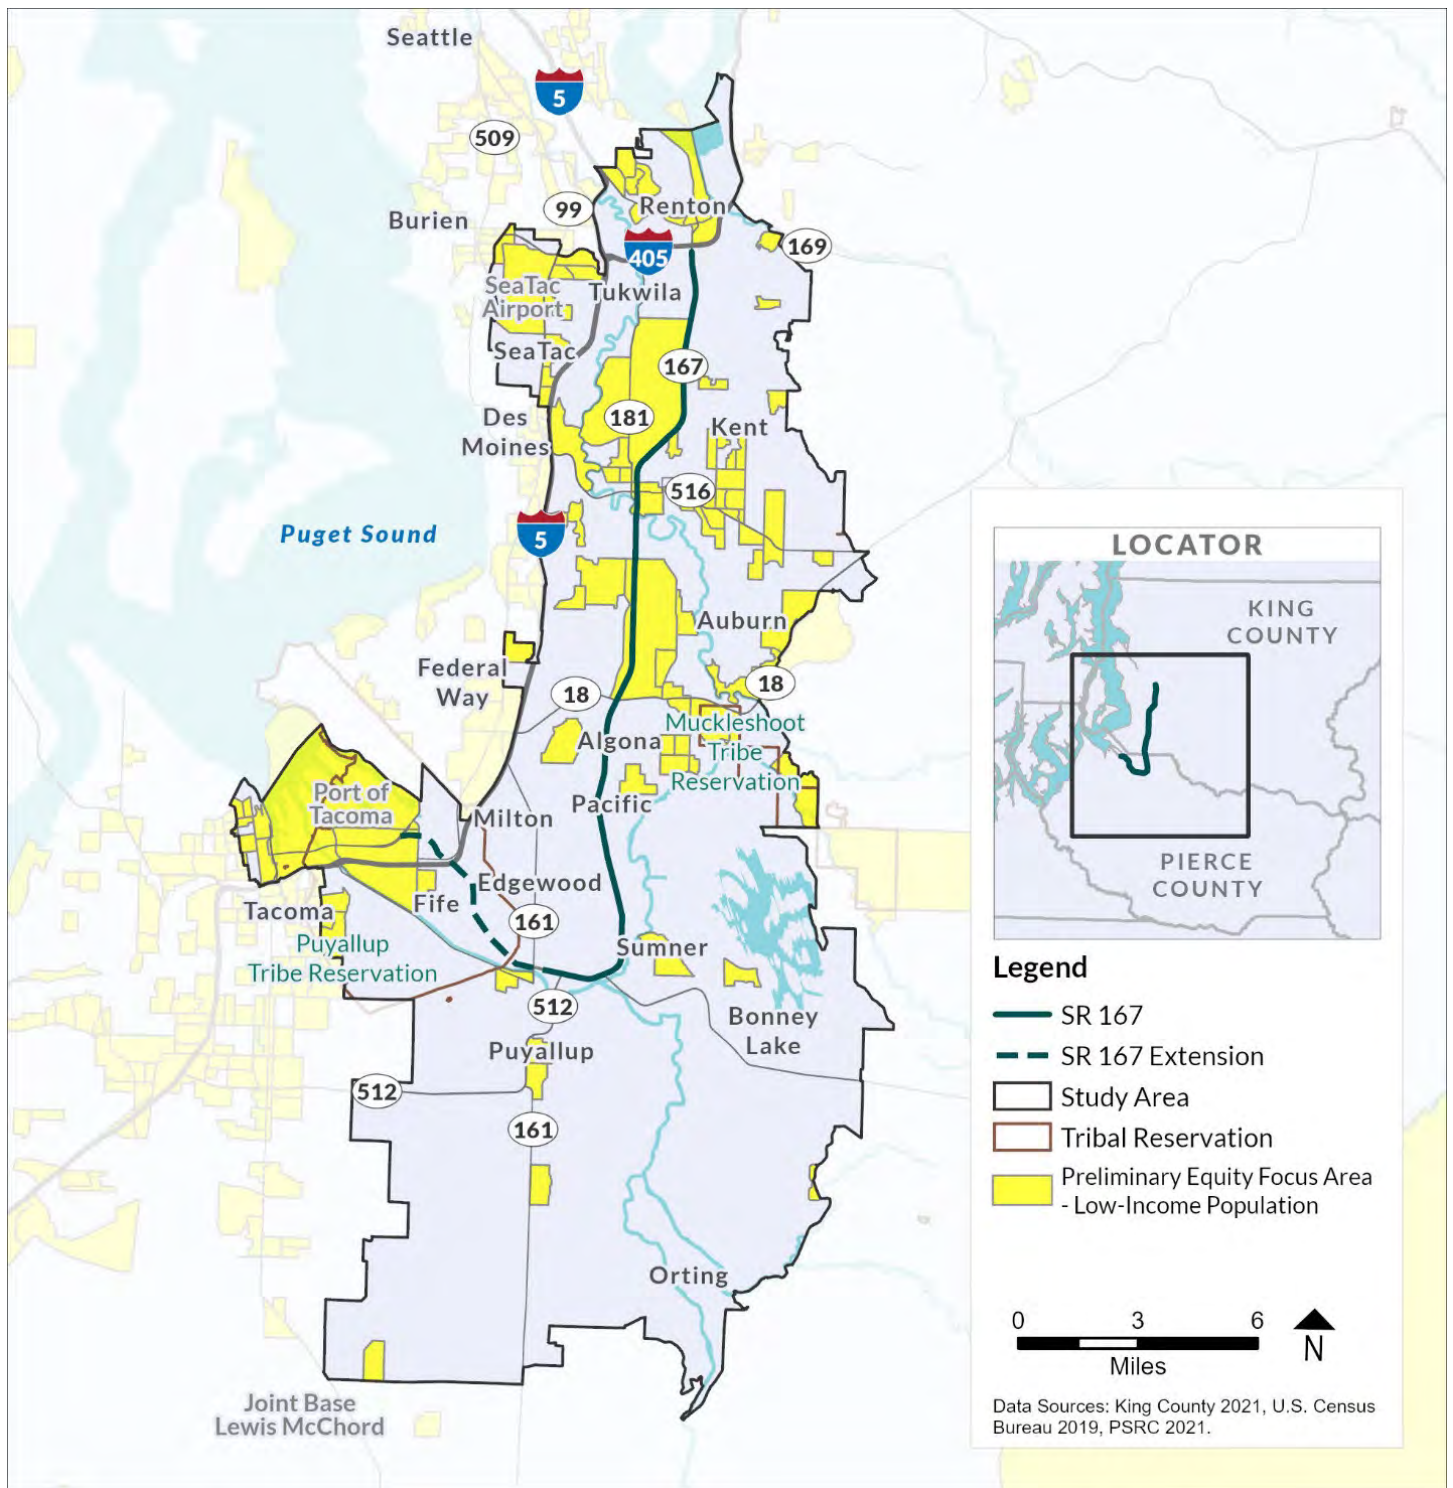 Seattle
5
509
99
Renton
Burien
405
169
SeaTac
Airport
Tukwila
SeaTac
167
Des
Moines
181
Kent
516
Puget Sound
5
Auburn
Federal
Way
18
18
Muckleshoot
Tribe
Reservation
Algona
Port of
Tacoma
Pacific
Milton
Edgewood
Fife
Tacoma
161
Puyallup
Tribe Reservation
Sumner
512
Bonney
Lake
Puyallup
512
161
Orting
Joint Base
Lewis McChord
LOCATOR
KING
COUNTY
PIERCE
COUNTY
Legend
SR 167
SR 167 Extension
Study Area
Tribal Reservation
Preliminary Equity Focus Area
- Low-Income Population
0 3 6
Miles
N
Data Sources: King County 2021, U.S. Census
Bureau 2019, PSRC 2021.